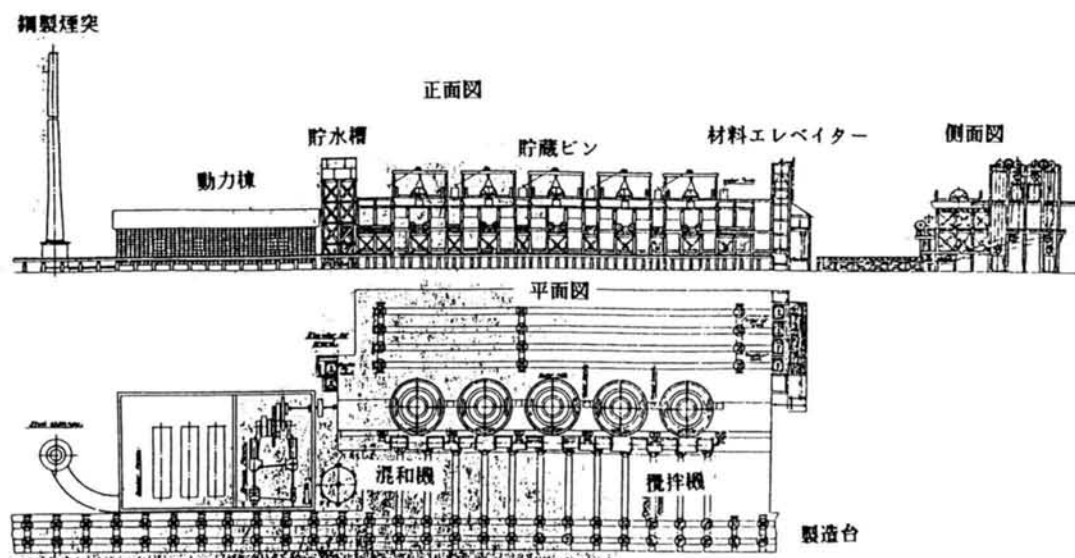 鋼製煙突
正面図
貯水槽
材料エレベイター
側面図
貯蔵ビン
動力棟
平面図
混和機
攪拌機
製造台